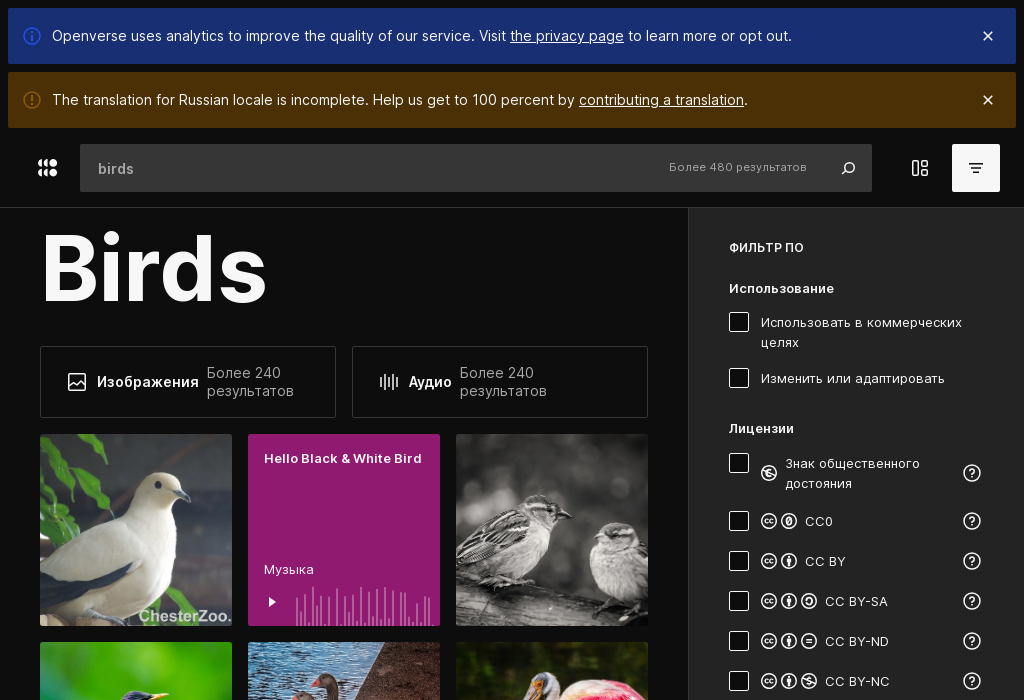 Openverse uses analytics to improve the quality of our service. Visit the privacy page to learn more or opt out.
The translation for Russian locale is incomplete. Help us get to 100 percent by contributing a translation.
birds
Более 480 результатов
Birds
Изображения
Более 240
результатов
Аудио
Более 240
результатов
Hello Black & White Bird
Музыка
ChesterZoo.
ФИЛЬТР ПО
Использование
Использовать в коммерческих
целях
Изменить или адаптировать
Лицензии
Знак общественного
достояния
CC0
CC BY
CC BY-SA
CC BY-ND
CC BY-NC